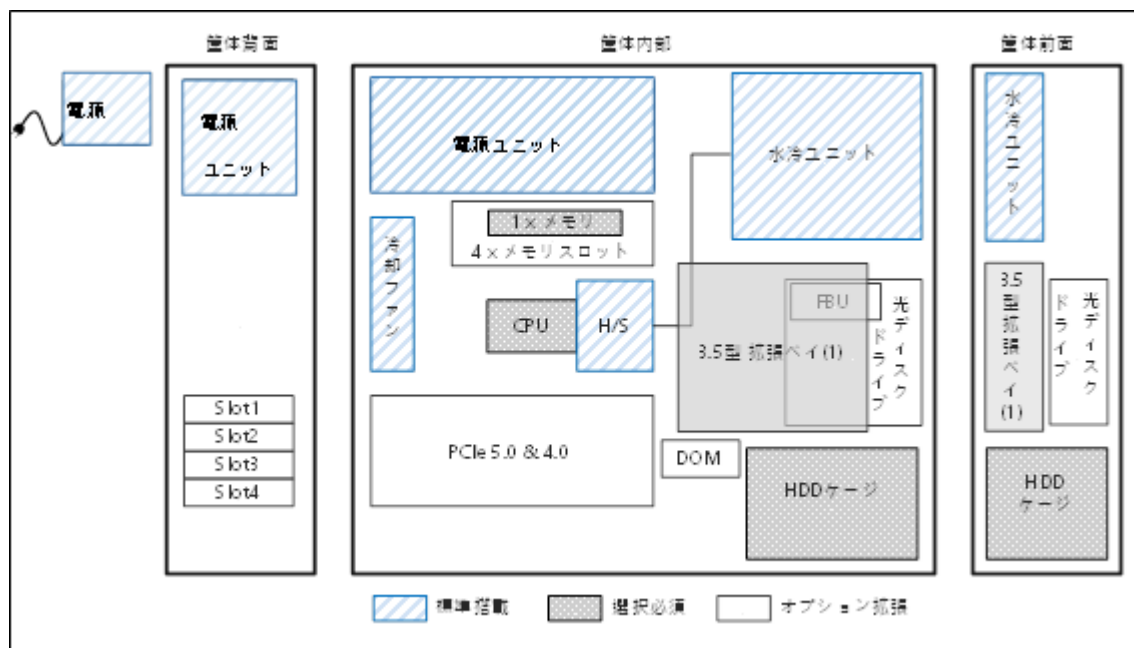 筐体背面
筐体内部
筐体前面
電源
電源
ユニット
Slot1
Slot2
Slot3
Slot4
電源ユニット
水冷ユニット
冷却ファン
1×メモリ
4×メモリスロット
CPU
H/S
FBU
3.5型 拡張ベイ(1)
光ディスク
ドライブ
PCIe 5.0 & 4.0
DOM
HDDケージ
水冷ユニット
3.5型拡張ベイ(1)
光ディスク
ドライブ
HDD
ケージ
標準搭載
選択必須
オプション拡張